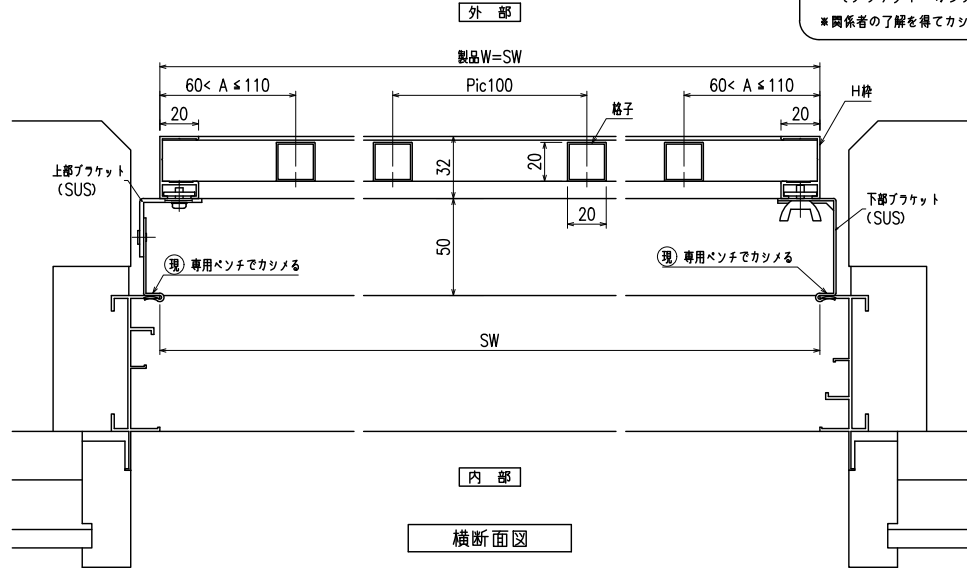 外 部
※関係者の了解を得てカシ
製品W=SW
60< A ≦110
Pic100
60< A ≦110
20
格子
20
H枠
上部ブラケット
(SUS)
32
20
下部ブラケット
(SUS)
20
50
現 専用ペンチでカシメる
現 専用ペンチでカシメる
SW
内 部
横断面図